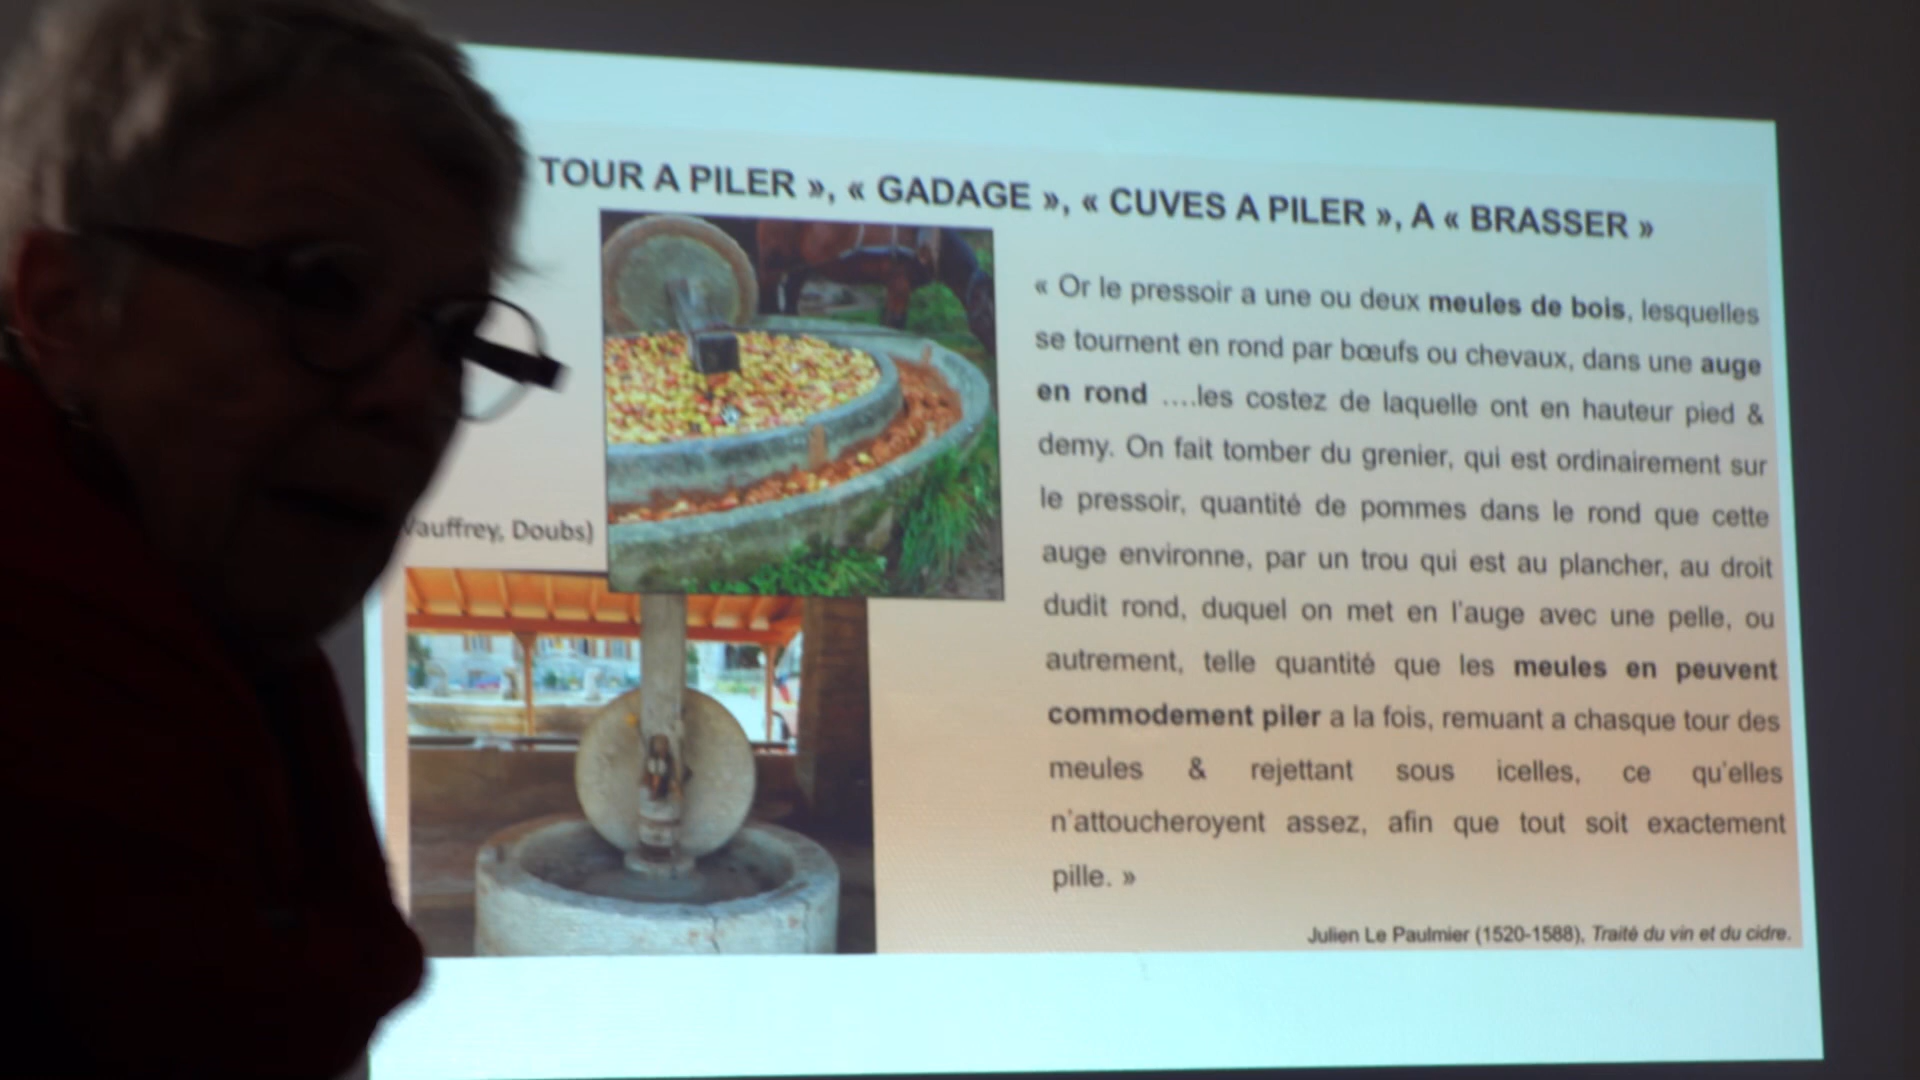 TOUR A PILER », « GADAGE », « CUVES A PILER », A « BRASSER »
« Or le pressoir a une ou deux meules de bois, lesquelles
se tournent en rond par bœufs ou chevaux, dans une auge
en rond ….les costez de laquelle ont en hauteur pied &
demy. On fait tomber du grenier, qui est ordinairement sur
le pressoir, quantité de pommes dans le rond que cette
auge environne, par un trou qui est au plancher, au droit
dudit rond, duquel on met en l'auge avec une pelle, ou
autrement, telle quantité que les meules en peuvent
commodement piler a la fois, remuant a chasque tour des
meules & rejettant sous icelles, ce qu'elles
n'attoucheroyent assez, afin que tout soit exactement
pille. »
Julien Le Paulmier (1520-1588), Traité du vin et du cidre.
Vauffrey, Doubs)